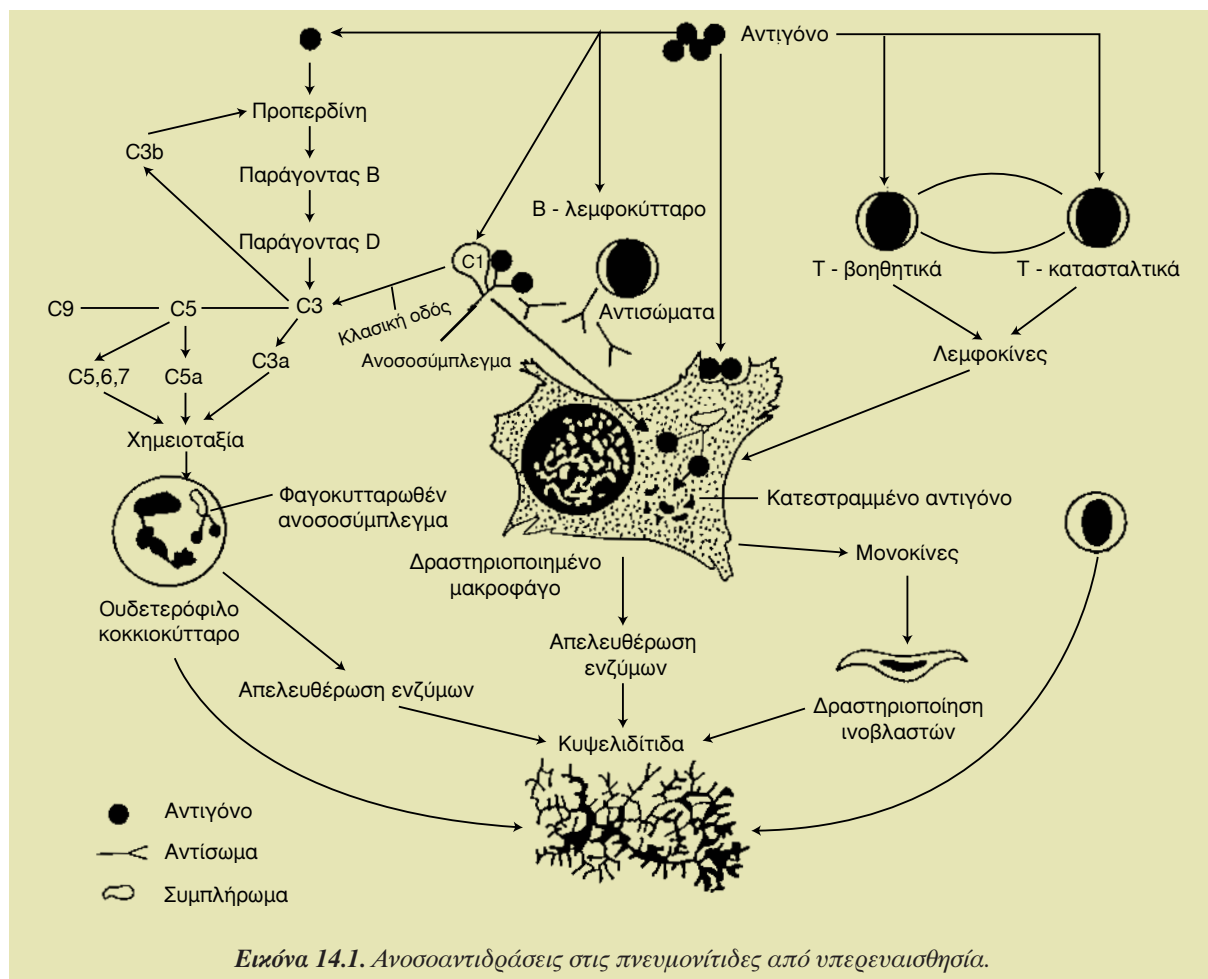 Αντιγόνο
Προπερδίνη
C3b
Παράγοντας Β
Β - λεμφοκύτταρο
Παράγοντας D
C1
Τ - βοηθητικά
Τ - κατασταλτικά
C9
C5
C3
Κλασική οδός
Αντισώματα
Ανοσοσύμπλεγμα
Λεμφοκίνες
C3a
C5,6,7
C5a
Χημειοταξία
Φαγοκυτταρωθέν
ανοσοσύμπλεγμα
Κατεστραμμένο αντιγόνο
Δραστηριοποιημένο
μακροφάγο
Μονοκίνες
Ουδετερόφιλο
κοκκιοκύτταρο
Απελευθέρωση
ενζύμων
Απελευθέρωση ενζύμων
Δραστηριοποίηση
ινοβλαστών
Κυψελιδίτιδα
Αντιγόνο
Αντίσωμα
Συμπλήρωμα
Εικόνα 14.1. Ανοσοαντιδράσεις στις πνευμονίτιδες από υπερευαισθησία.